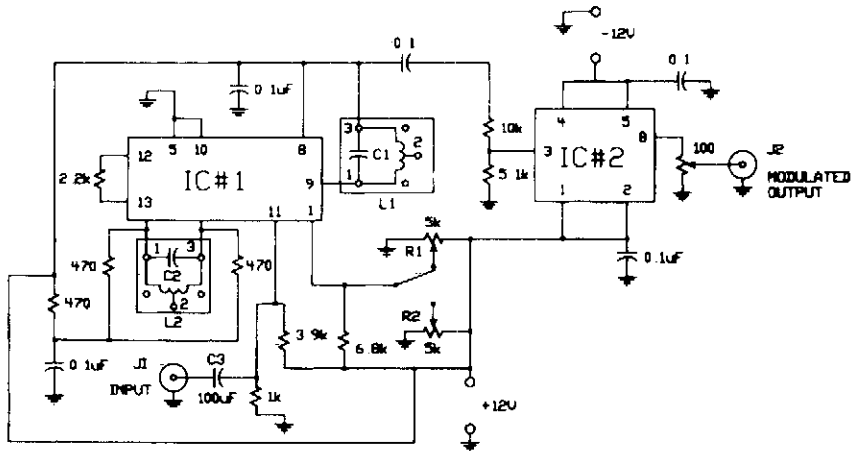 -12V
0 1
0 1
0 1uF
3
2
C1
1
L1
10k
5 1k
4
5
3
IC#2
8
1
2
100
J2
MODULATED
OUTPUT
0.1uF
5
10
8
12
13
2 2k
IC#1
9
11
1
470
1
3
C2
2
L2
470
470
0 1uF
J1
INPUT
C3
100uF
1k
3 9k
6.8k
5k
R1
R2
5k
+12V